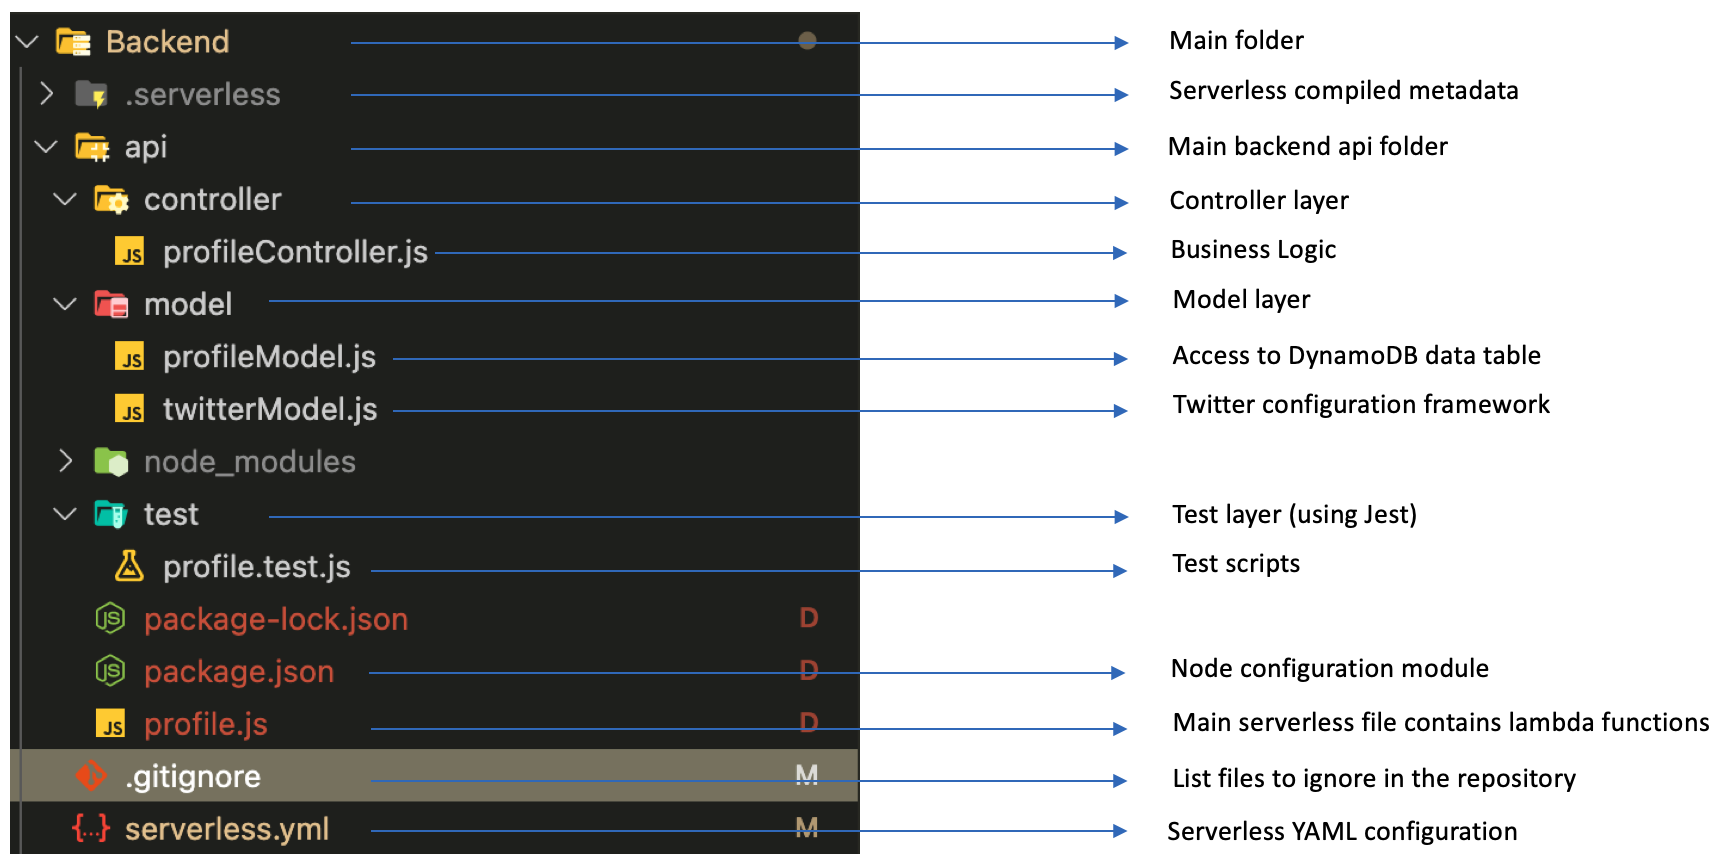 Backend Main folder
.serverless Serverless compiled metadata
api Main backend api folder
controller Controller layer
JS profileController.js Business Logic
model Model layer
JS profileModel.js Access to DynamoDB data table
JS twitterModel.js Twitter configuration framework
node_modules
test Test layer (using Jest)
profile.test.js Test scripts
JS package-lock.json D
JS package.json D Node configuration module
JS profile.js D Main serverless file contains lambda functions
.gitignore M List files to ignore in the repository
{...} serverless.yml M Serverless YAML configuration